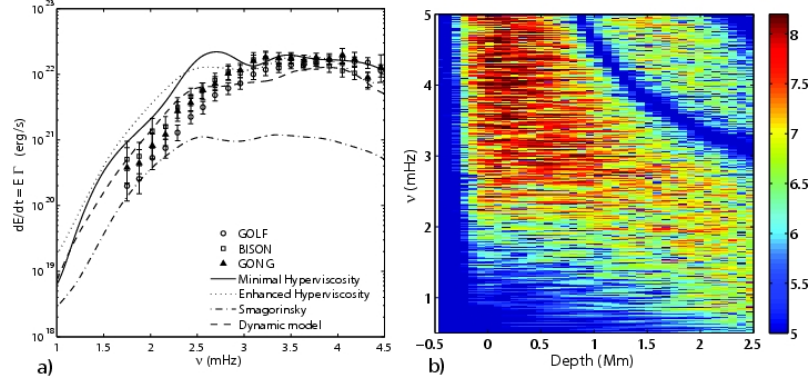 10^23
10^22
10^21
10^20
10^19
10^18
dE/dt = E Γ (erg/s)
GOLF
BISON
GONG
Minimal Hyperviscosity
Enhanced Hyperviscosity
Smagorinsky
Dynamic model
1 1.5 2 2.5 3 3.5 4 4.5
ν (mHz)
a)
5
4
3
2
1
ν (mHz)
−0.5 0 0.5 1.0 1.5 2.0 2.5
Depth (Mm)
b)
8
7.5
7
6.5
6
5.5
5